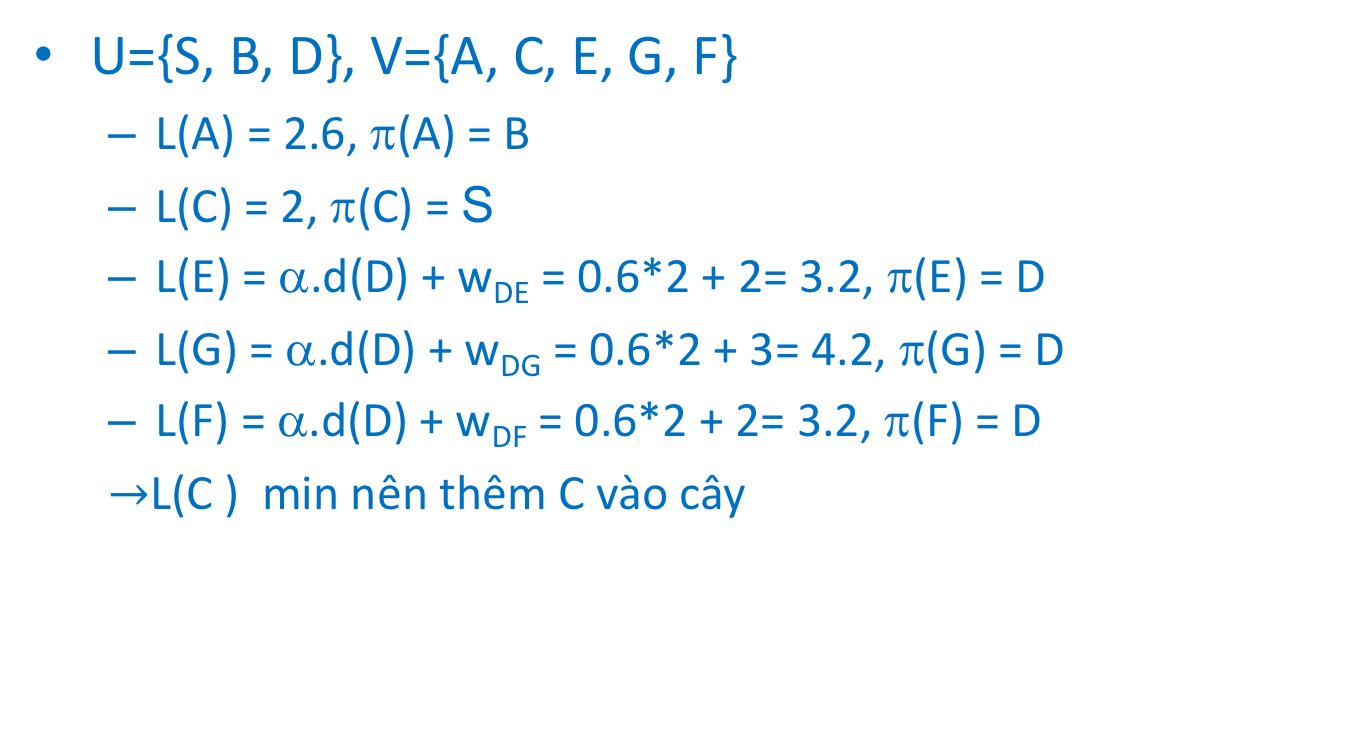 • U={S, B, D}, V={A, C, E, G, F}
– L(A) = 2.6, π(A) = B
– L(C) = 2, π(C) = S
– L(E) = α.d(D) + wDE = 0.6*2 + 2= 3.2, π(E) = D
– L(G) = α.d(D) + wDG = 0.6*2 + 3= 4.2, π(G) = D
– L(F) = α.d(D) + wDF = 0.6*2 + 2= 3.2, π(F) = D
→L(C ) min nên thêm C vào cây